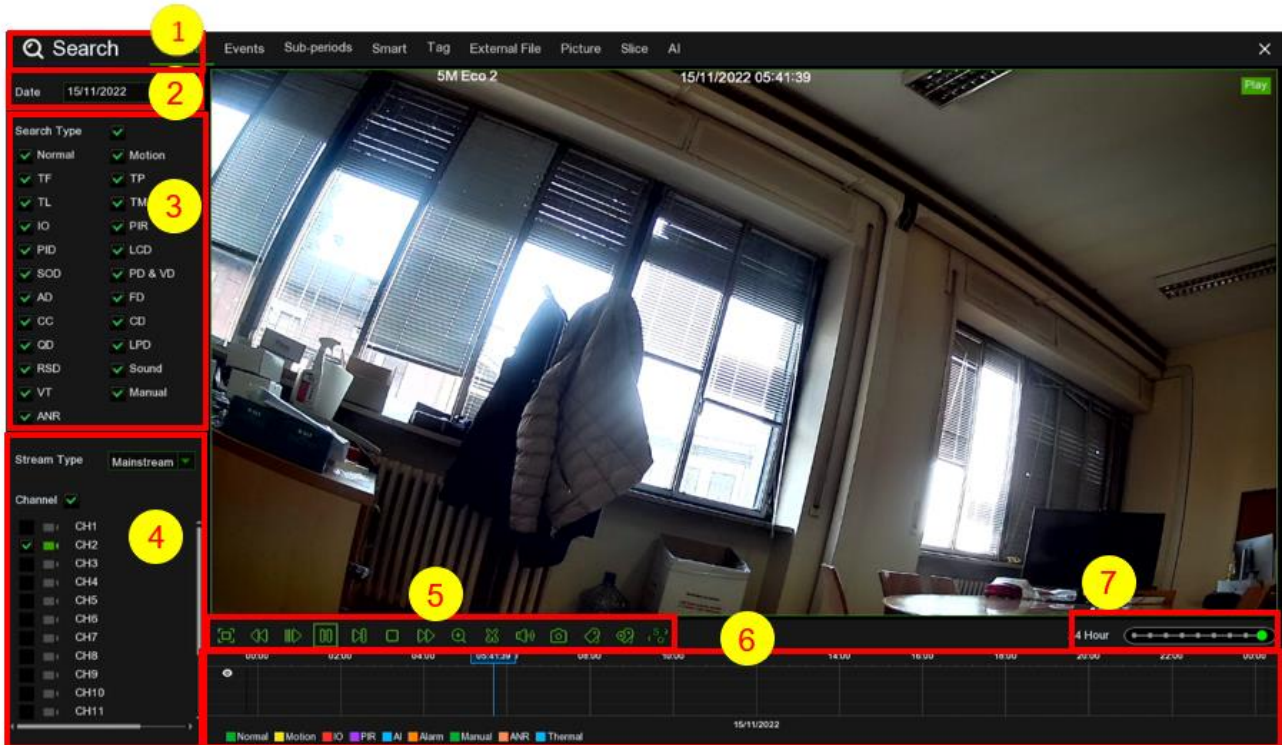 1
Search Events Sub-periods Smart Tag External File Picture Slice AI
5M Eco 2 15/11/2022 05:41:39
Play
Date 15/11/2022 2
Search Type
Normal Motion
TF TP
TL TM 3
IO PIR
PID LCD
SOD PD & VD
AD FD
CC CD
QD LPD
RSD Sound
VT Manual
ANR
Stream Type Mainstream
Channel
CH1
CH2 4
CH3
CH4
CH5
CH6
CH7
CH8
CH9
CH10
CH11
5
6
7
4 Hour
00:00 02:00 04:00 05:41:39 08:00 10:00 14:00 16:00 18:00 20:00 22:00 00:00
15/11/2022
Normal Motion IO PIR AI Alarm Manual ANR Thermal